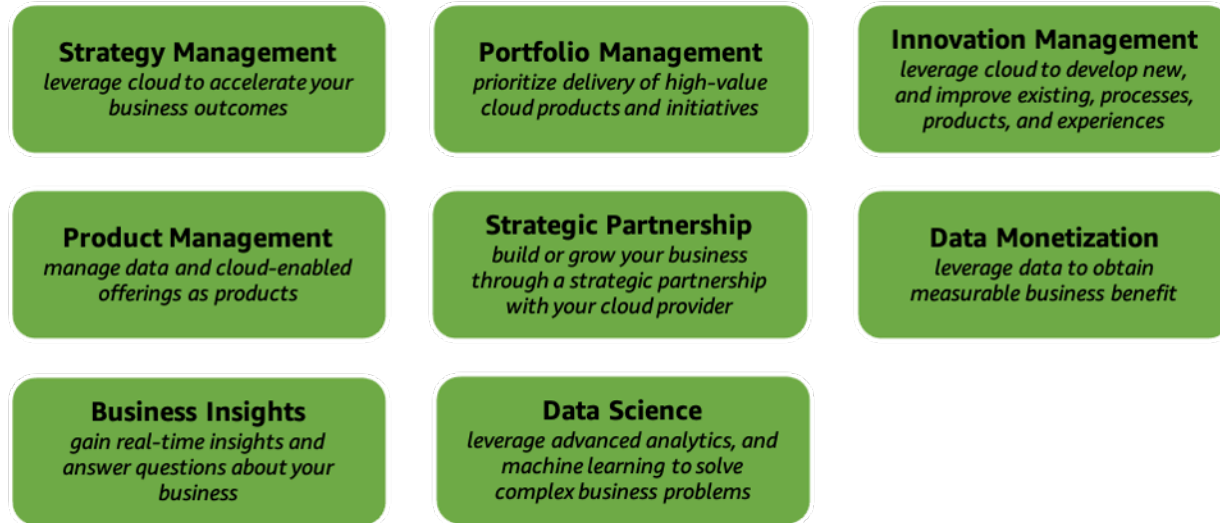 Strategy Management
leverage cloud to accelerate your
business outcomes
Portfolio Management
prioritize delivery of high-value
cloud products and initiatives
Innovation Management
leverage cloud to develop new,
and improve existing, processes,
products, and experiences
Product Management
manage data and cloud-enabled
offerings as products
Strategic Partnership
build or grow your business
through a strategic partnership
with your cloud provider
Data Monetization
leverage data to obtain
measurable business benefit
Business Insights
gain real-time insights and
answer questions about your
business
Data Science
leverage advanced analytics, and
machine learning to solve
complex business problems